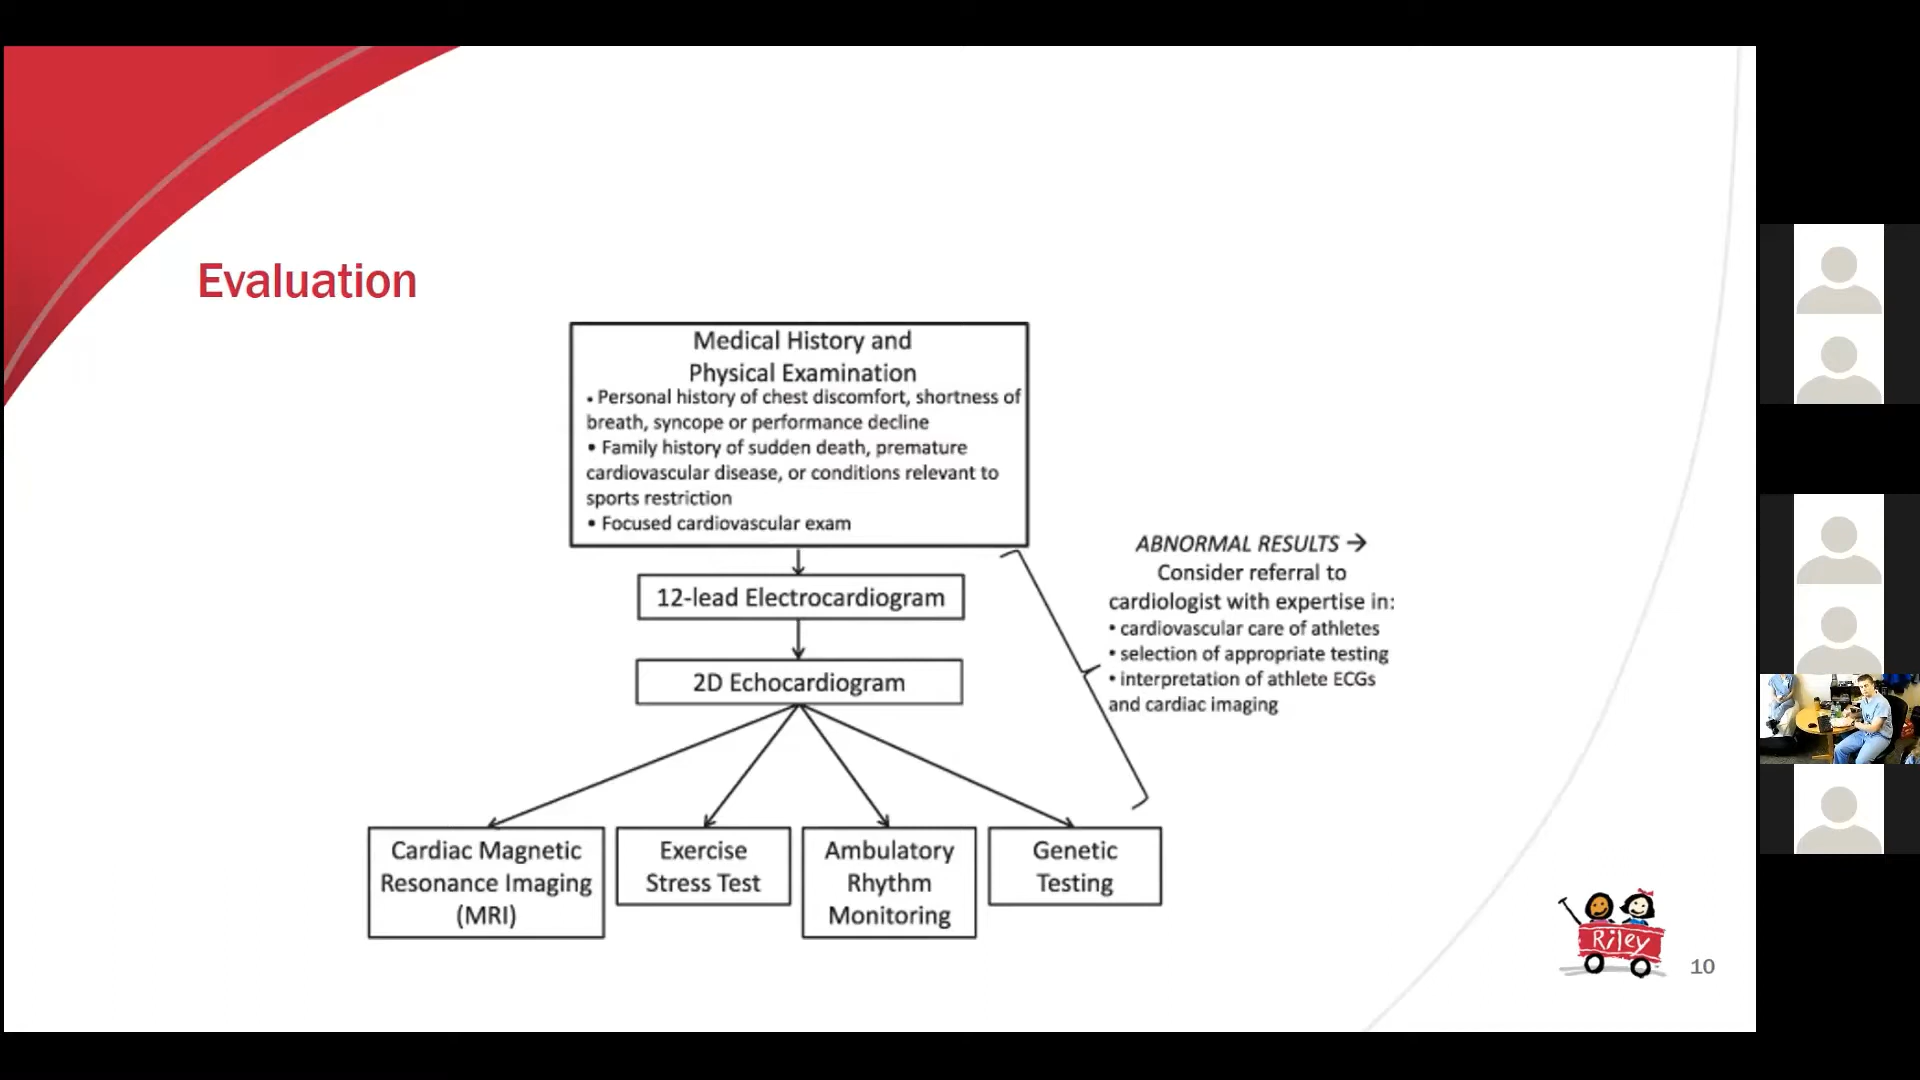 Evaluation
Medical History and
Physical Examination
• Personal history of chest discomfort, shortness of
breath, syncope or performance decline
• Family history of sudden death, premature
cardiovascular disease, or conditions relevant to
sports restriction
• Focused cardiovascular exam
12-lead Electrocardiogram
2D Echocardiogram
ABNORMAL RESULTS →
Consider referral to
cardiologist with expertise in:
• cardiovascular care of athletes
• selection of appropriate testing
• interpretation of athlete ECGs
and cardiac imaging
Cardiac Magnetic
Resonance Imaging
(MRI)
Exercise
Stress Test
Ambulatory
Rhythm
Monitoring
Genetic
Testing
Riley
10